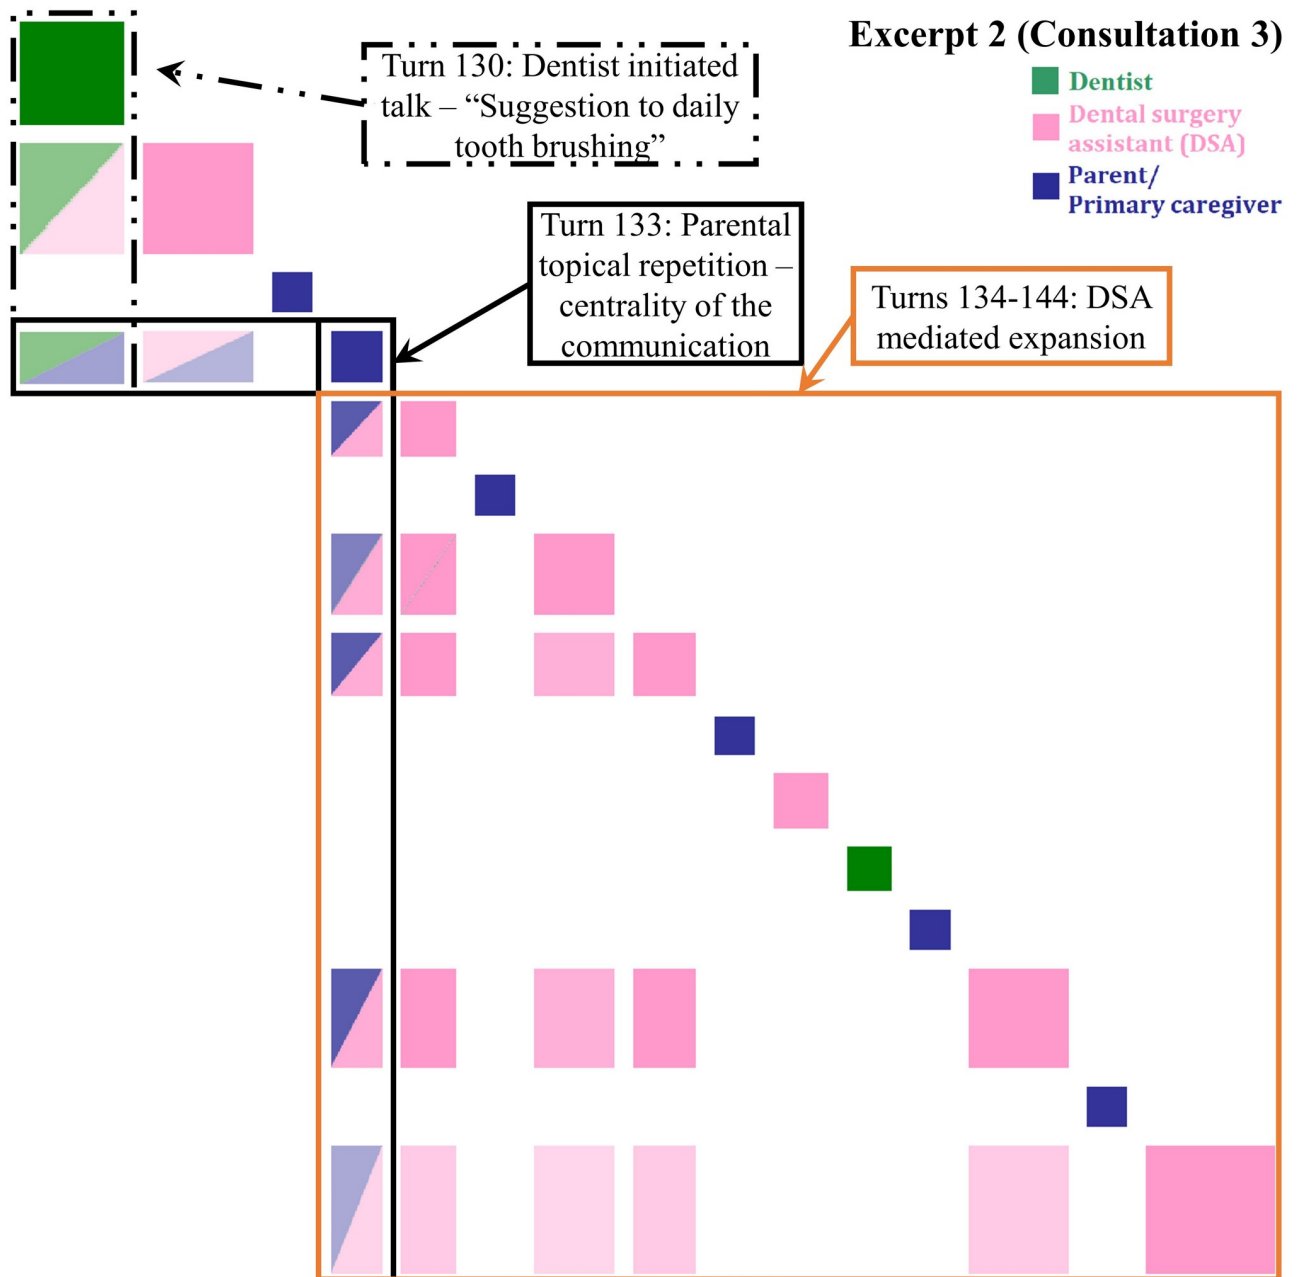 Excerpt 2 (Consultation 3)
Dentist
Dental surgery
assistant (DSA)
Parent/
Primary caregiver
Turn 130: Dentist initiated
talk – “Suggestion to daily
tooth brushing”
Turn 133: Parental
topical repetition –
centrality of the
communication
Turns 134-144: DSA
mediated expansion